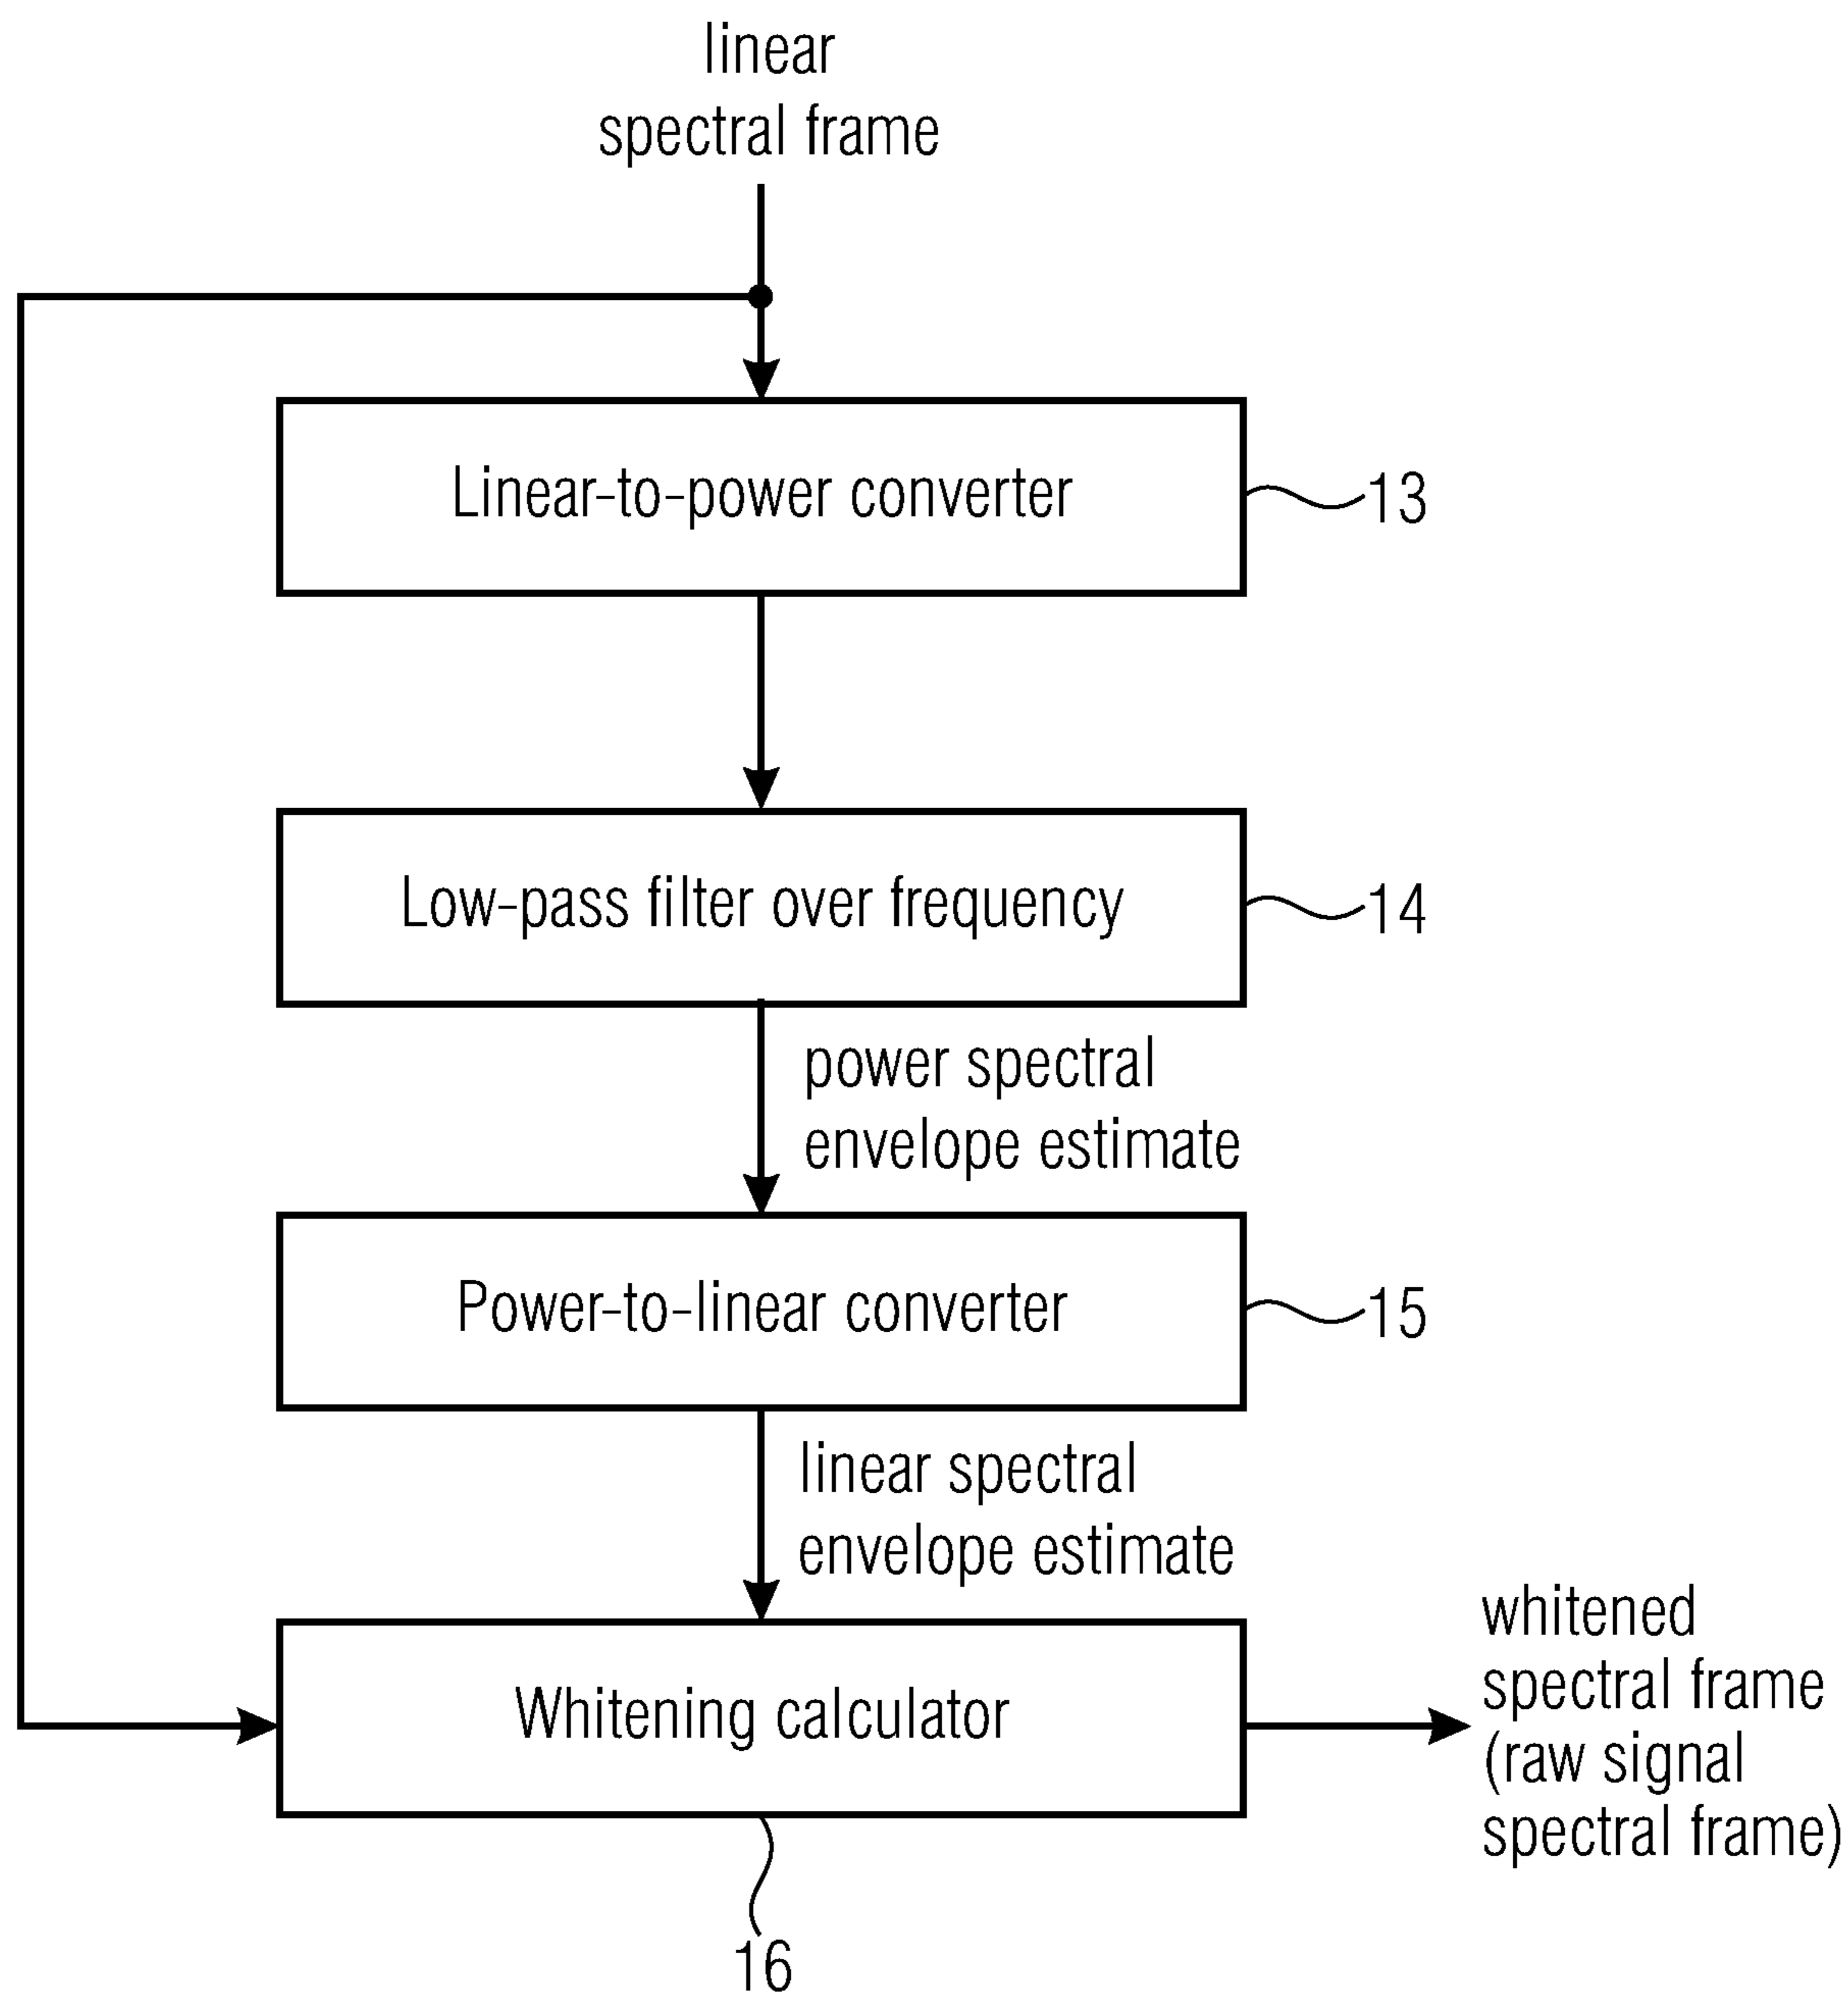 linear
spectral frame
Linear-to-power converter
13
Low-pass filter over frequency
14
power spectral
envelope estimate
Power-to-linear converter
15
linear spectral
envelope estimate
Whitening calculator
whitened
spectral frame
(raw signal
spectral frame)
16